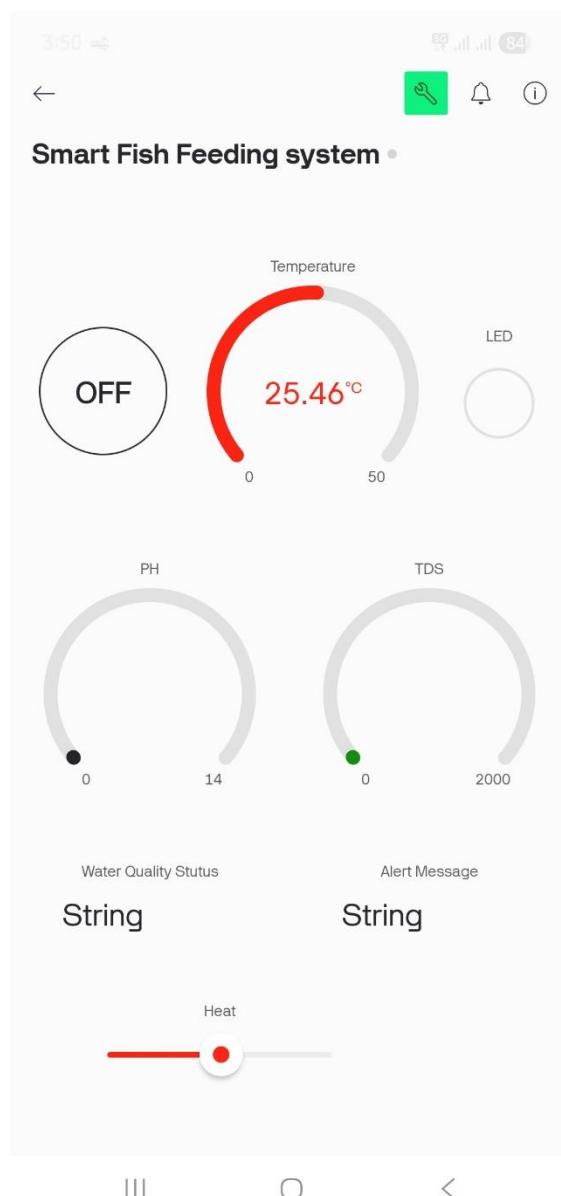 3:50
5G 84
Smart Fish Feeding system
Temperature
LED
OFF
25.46°C
0 50
PH TDS
0 14 0 2000
Water Quality Stutus Alert Message
String String
Heat